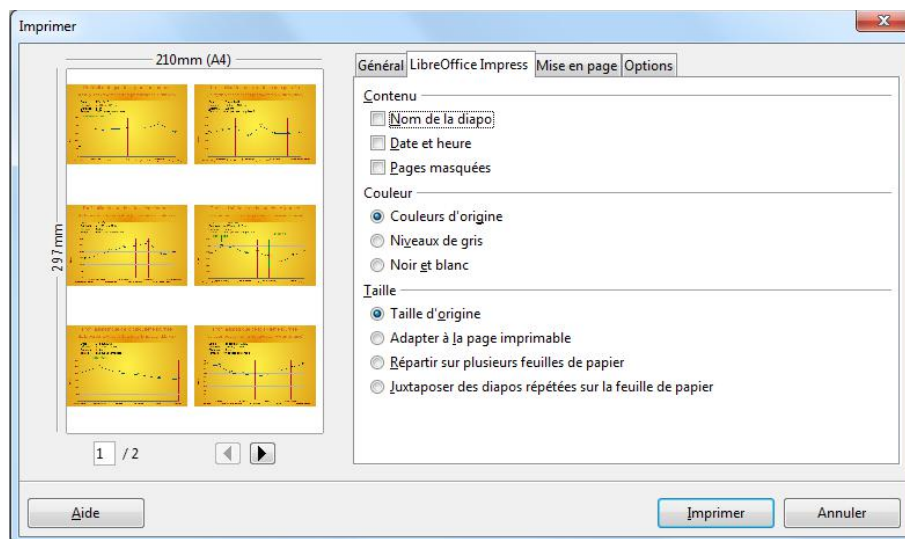 Imprimer
210mm (A4)
297mm
1 / 2
Général LibreOffice Impress Mise en page Options
Contenu
Nom de la diapo
Date et heure
Pages masquées
Couleur
Couleurs d'origine
Niveaux de gris
Noir et blanc
Taille
Taille d'origine
Adapter à la page imprimable
Répartir sur plusieurs feuilles de papier
Juxtaposer des diapos répétées sur la feuille de papier
Aide
Imprimer
Annuler